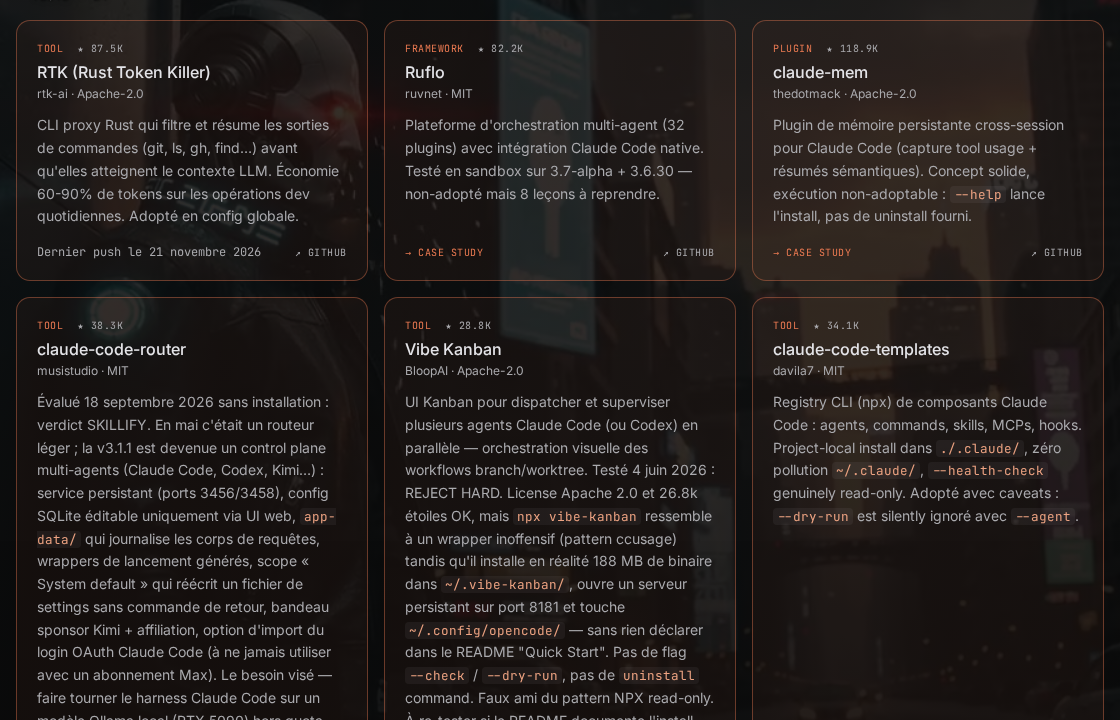 TOOL ★ 87.5K
RTK (Rust Token Killer)
rtk-ai · Apache-2.0
CLI proxy Rust qui filtre et résume les sorties
de commandes (git, ls, gh, find…) avant
qu'elles atteignent le contexte LLM. Économie
60-90% de tokens sur les opérations dev
quotidiennes. Adopté en config globale.
Dernier push le 21 novembre 2026 ↗ GITHUB
FRAMEWORK ★ 82.2K
Ruflo
ruvnet · MIT
Plateforme d'orchestration multi-agent (32
plugins) avec intégration Claude Code native.
Testé en sandbox sur 3.7-alpha + 3.6.30 —
non-adopté mais 8 leçons à reprendre.
→ CASE STUDY ↗ GITHUB
PLUGIN ★ 118.9K
claude-mem
thedotmack · Apache-2.0
Plugin de mémoire persistante cross-session
pour Claude Code (capture tool usage +
résumés sémantiques). Concept solide,
exécution non-adoptable : --help lance
l'install, pas de uninstall fourni.
→ CASE STUDY ↗ GITHUB
TOOL ★ 38.3K
claude-code-router
musistudio · MIT
Évalué 18 septembre 2026 sans installation :
verdict SKILLIFY. En mai c'était un routeur
léger ; la v3.1.1 est devenue un control plane
multi-agents (Claude Code, Codex, Kimi…) :
service persistant (ports 3456/3458), config
SQLite éditable uniquement via UI web, app-
data/ qui journalise les corps de requêtes,
wrappers de lancement générés, scope «
System default » qui réécrit un fichier de
settings sans commande de retour, bandeau
sponsor Kimi + affiliation, option d'import du
login OAuth Claude Code (à ne jamais utiliser
avec un abonnement Max). Le besoin visé —
faire tourner le harness Claude Code sur un
modèle Ollama local (RTX 5090) hors quota
TOOL ★ 28.8K
Vibe Kanban
BloopAI · Apache-2.0
UI Kanban pour dispatcher et superviser
plusieurs agents Claude Code (ou Codex) en
parallèle — orchestration visuelle des
workflows branch/worktree. Testé 4 juin 2026 :
REJECT HARD. License Apache 2.0 et 26.8k
étoiles OK, mais npx vibe-kanban ressemble
à un wrapper inoffensif (pattern ccusage)
tandis qu'il installe en réalité 188 MB de binaire
dans ~/.vibe-kanban/ , ouvre un serveur
persistant sur port 8181 et touche
~/.config/opencode/ — sans rien déclarer
dans le README "Quick Start". Pas de flag
--check / --dry-run , pas de uninstall
command. Faux ami du pattern NPX read-only.
À re-tester si le README documente l'install
TOOL ★ 34.1K
claude-code-templates
davila7 · MIT
Registry CLI (npx) de composants Claude
Code : agents, commands, skills, MCPs, hooks.
Project-local install dans ./.claude/ , zéro
pollution ~/.claude/ , --health-check
genuinely read-only. Adopté avec caveats :
--dry-run est silently ignoré avec --agent .